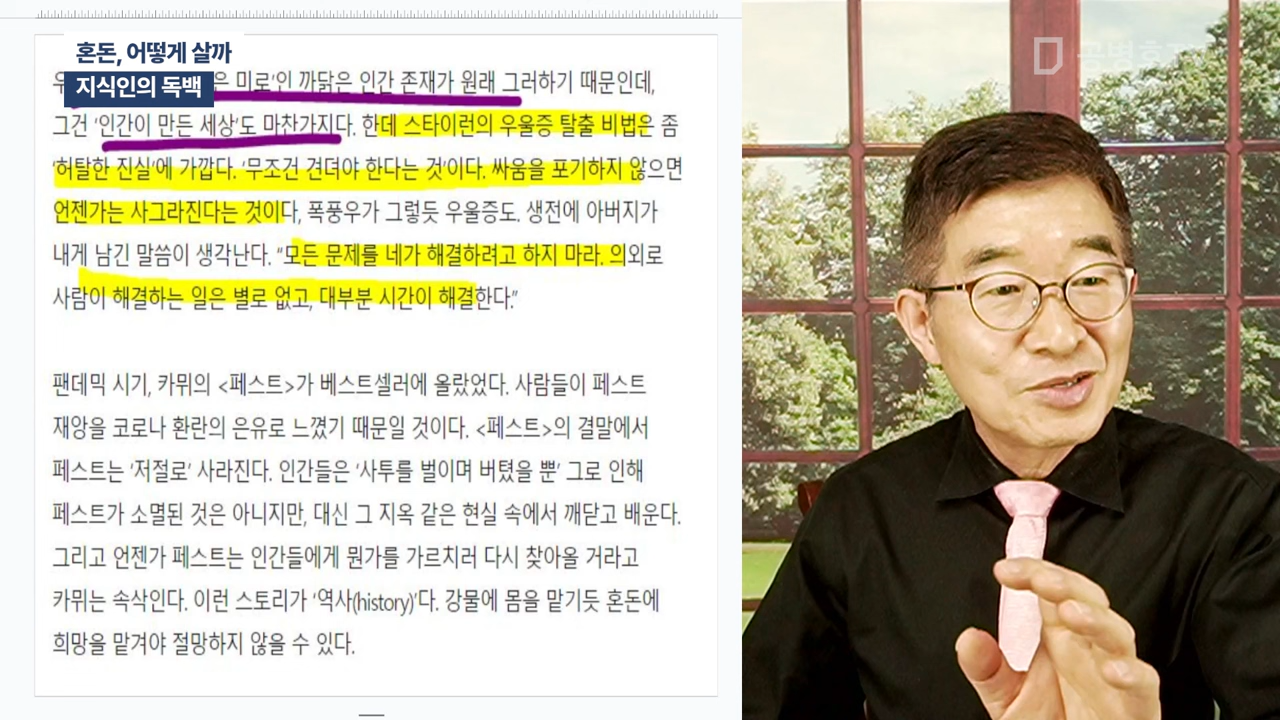 혼돈, 어떻게 살까
지식인의 독백
은 미로'인 까닭은 인간 존재가 원래 그러하기 때문인데,
그건 '인간이 만든 세상'도 마찬가지다. 한데 스타이런의 우울증 탈출 비법은 좀
'허탈한 진실'에 가깝다. '무조건 견뎌야 한다는 것'이다. 싸움을 포기하지 않으면
언젠가는 사그라진다는 것이다, 폭풍우가 그렇듯 우울증도. 생전에 아버지가
내게 남긴 말씀이 생각난다. “모든 문제를 네가 해결하려고 하지 마라. 의외로
사람이 해결하는 일은 별로 없고, 대부분 시간이 해결한다.”
팬데믹 시기, 카뮈의 <페스트>가 베스트셀러에 올랐었다. 사람들이 페스트
재앙을 코로나 환란의 은유로 느꼈기 때문일 것이다. <페스트>의 결말에서
페스트는 '저절로' 사라진다. 인간들은 '사투를 벌이며 버텼을 뿐' 그로 인해
페스트가 소멸된 것은 아니지만, 대신 그 지옥 같은 현실 속에서 깨닫고 배운다.
그리고 언젠가 페스트는 인간들에게 뭔가를 가르치러 다시 찾아올 거라고
카뮈는 속삭인다. 이런 스토리가 '역사(history)'다. 강물에 몸을 맡기듯 혼돈에
희망을 맡겨야 절망하지 않을 수 있다.
공병호